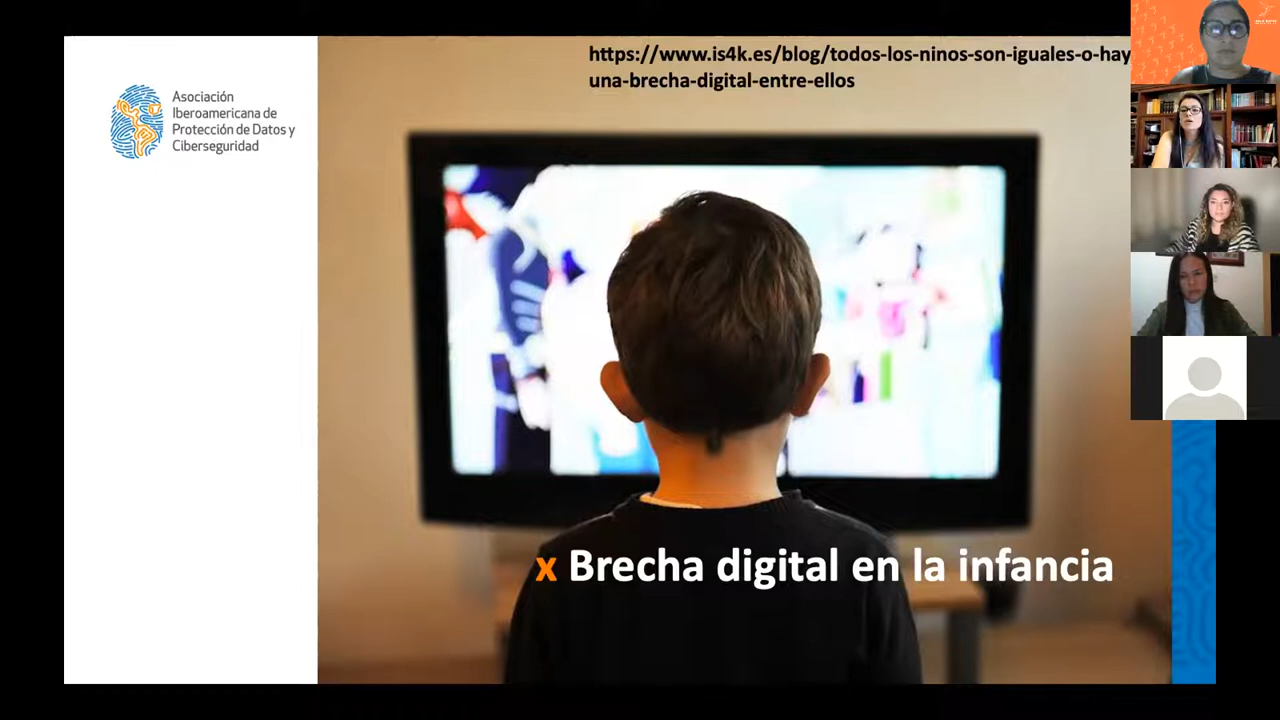 https://www.is4k.es/blog/todos-los-ninos-son-iguales-o-hay
una-brecha-digital-entre-ellos
Asociación
Iberoamericana de
Protección de Datos y
Ciberseguridad
x Brecha digital en la infancia